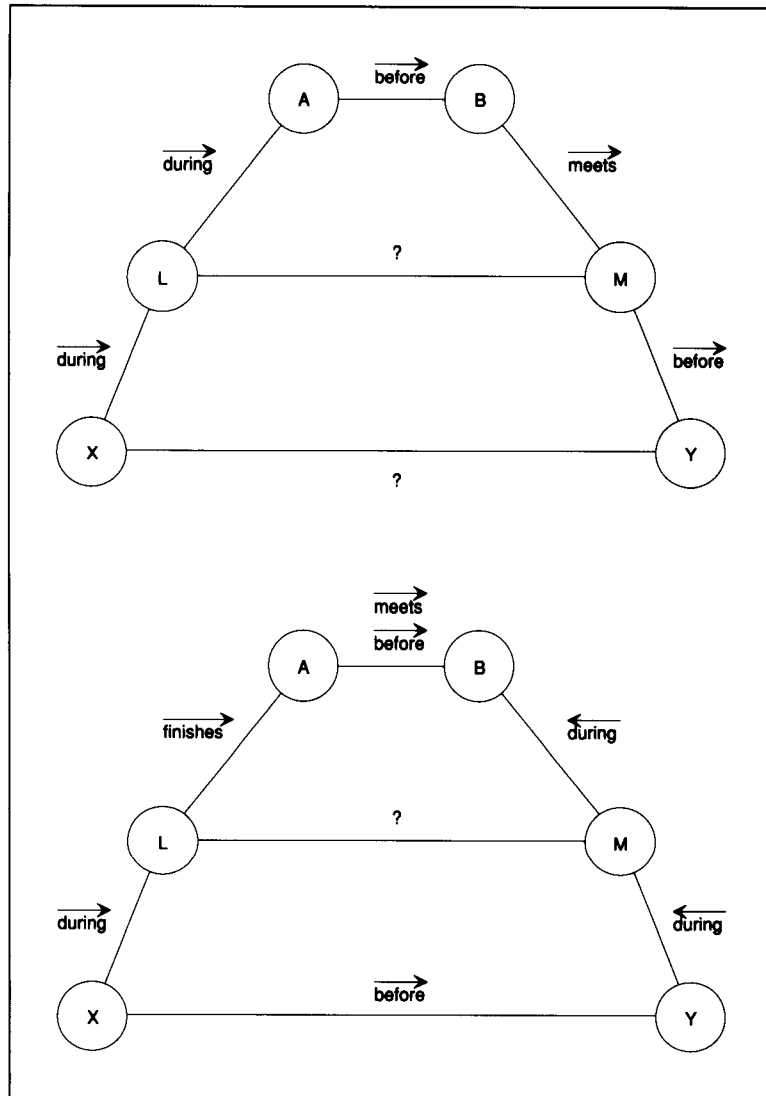 before
A B
during meets
?
L M
during before
X Y
?
meets
before
A B
finishes during
?
L M
during during
before
X Y